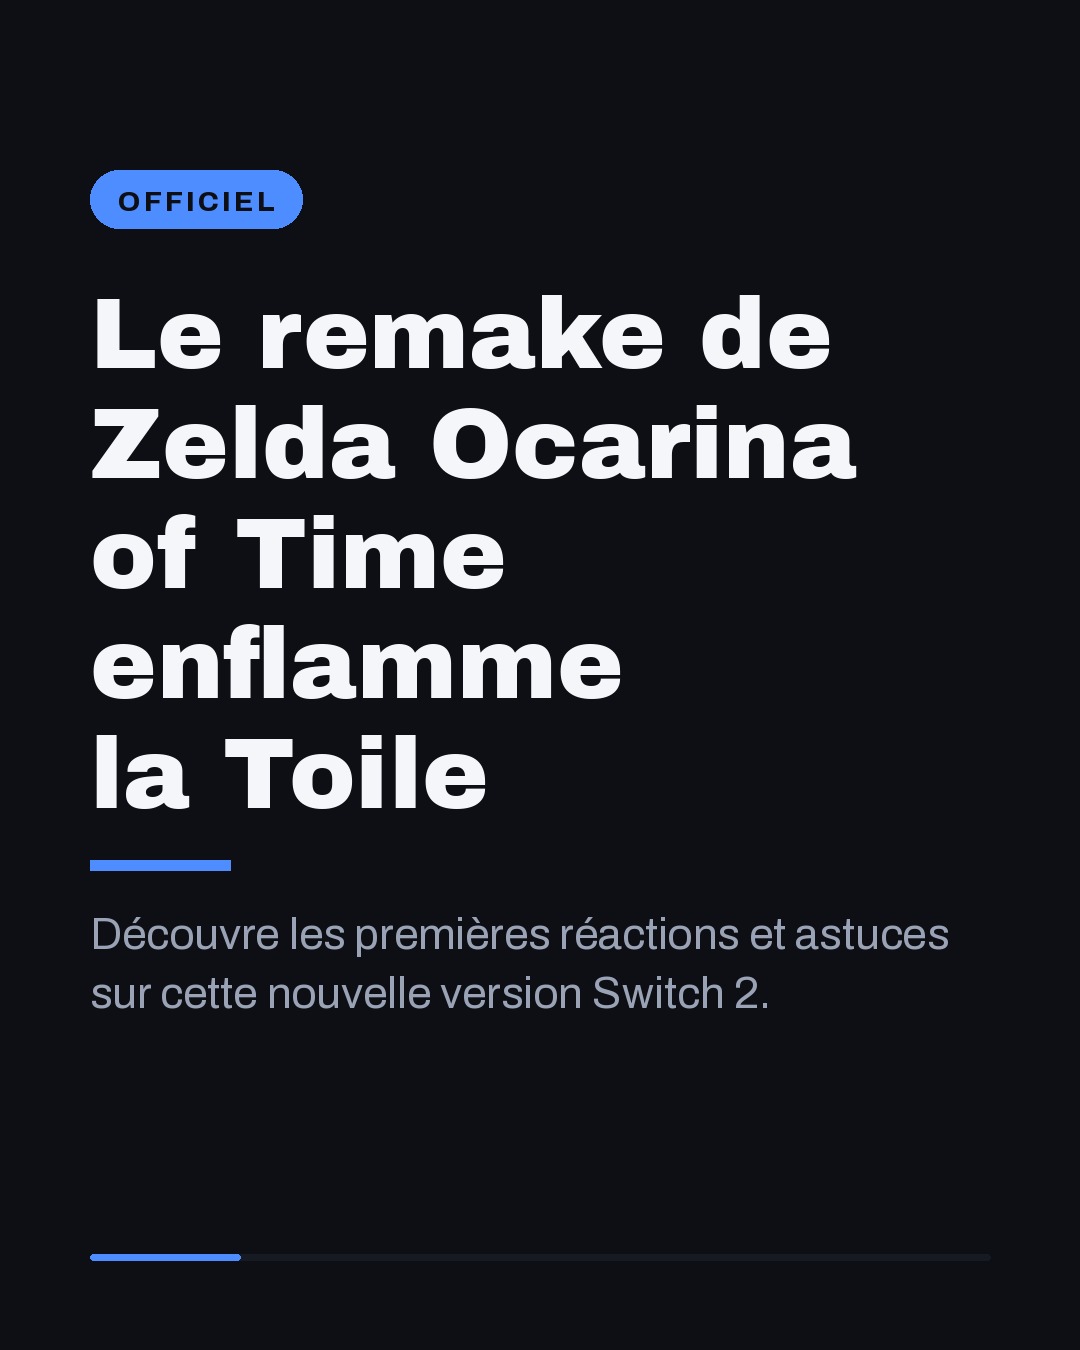 OFFICIEL
Le remake de
Zelda Ocarina
of Time
enflamme
la Toile
Découvre les premières réactions et astuces
sur cette nouvelle version Switch 2.